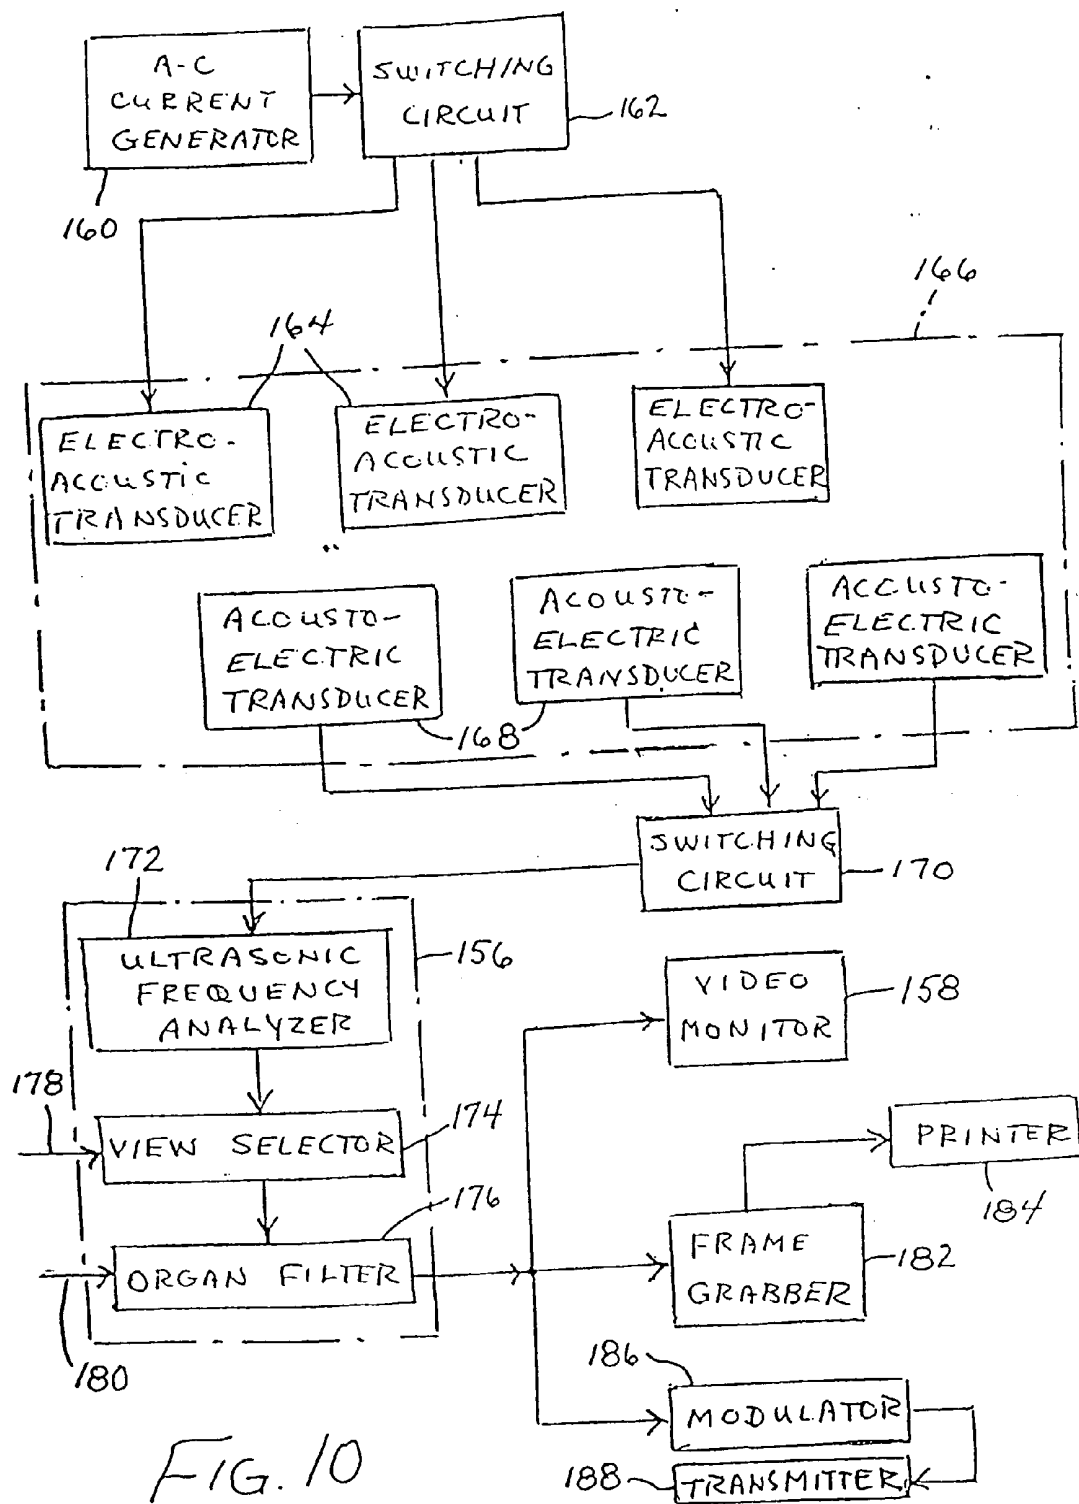 A-C
CURRENT
GENERATOR
160
SWITCHING
CIRCUIT
162
166
164
ELECTRO-
ACOUSTIC
TRANSDUCER
ELECTRO-
ACOUSTIC
TRANSDUCER
ELECTRO-
ACOUSTIC
TRANSDUCER
ACOUSTO-
ELECTRIC
TRANSDUCER
ACOUSTO-
ELECTRIC
TRANSDUCER
ACOUSTO-
ELECTRIC
TRANSDUCER
168
SWITCHING
CIRCUIT
170
172
ULTRASONIC
FREQUENCY
ANALYZER
156
VIDEO
MONITOR
158
178
VIEW SELECTOR
174
PRINTER
184
176
ORGAN FILTER
180
FRAME
GRABBER
182
186
MODULATOR
188
TRANSMITTER
FIG. 10